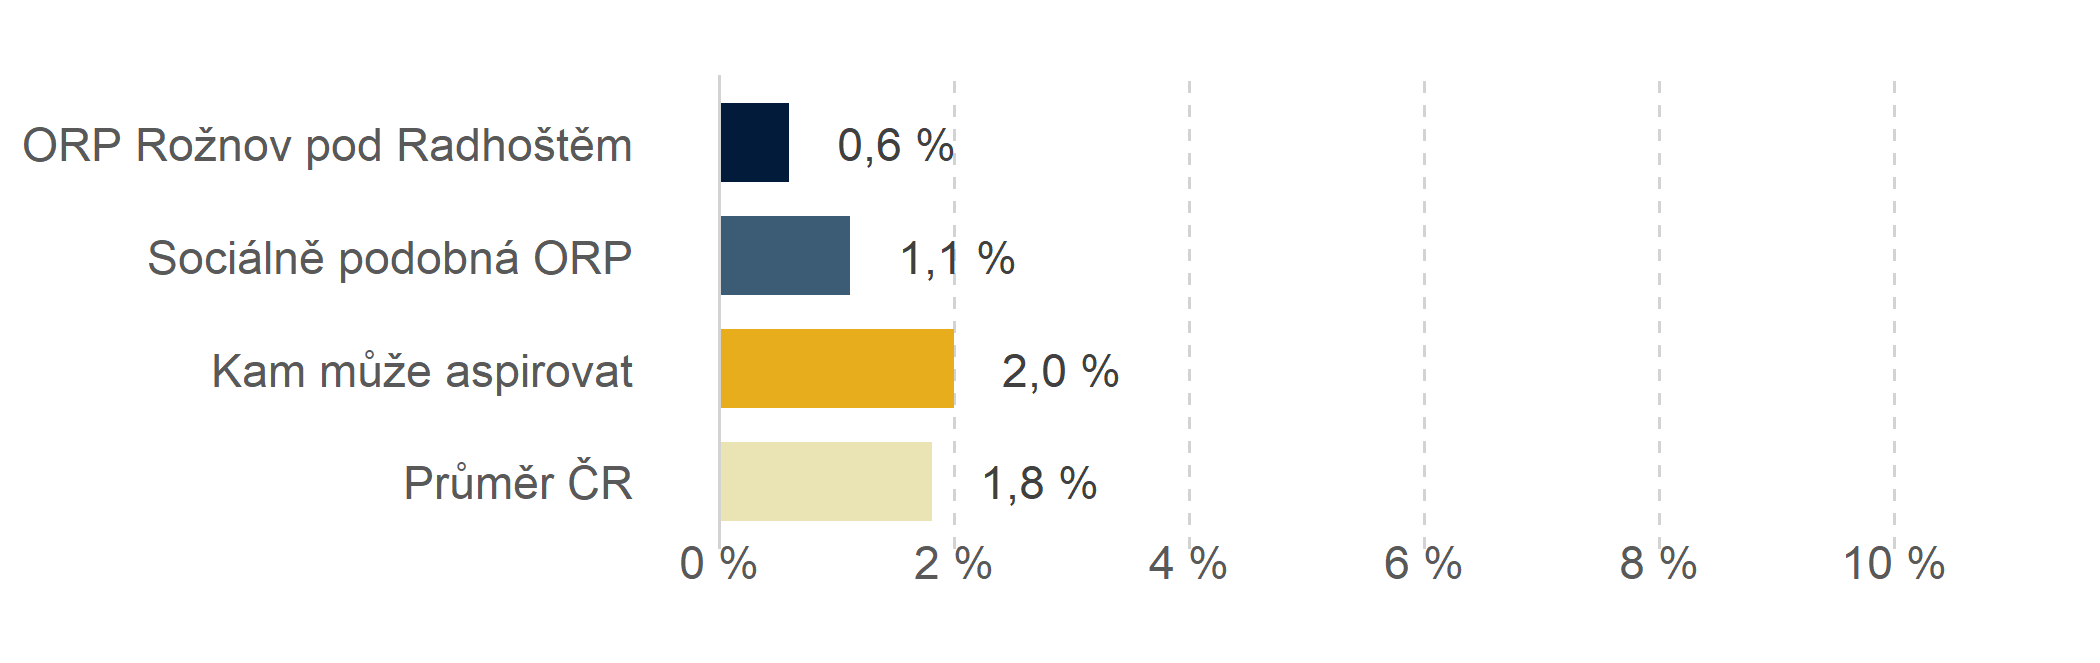 ORP Rožnov pod Radhoštěm 0,6 %
Sociálně podobná ORP 1,1 %
Kam může aspirovat 2,0 %
Průměr ČR 1,8 %
0 % 2 % 4 % 6 % 8 % 10 %